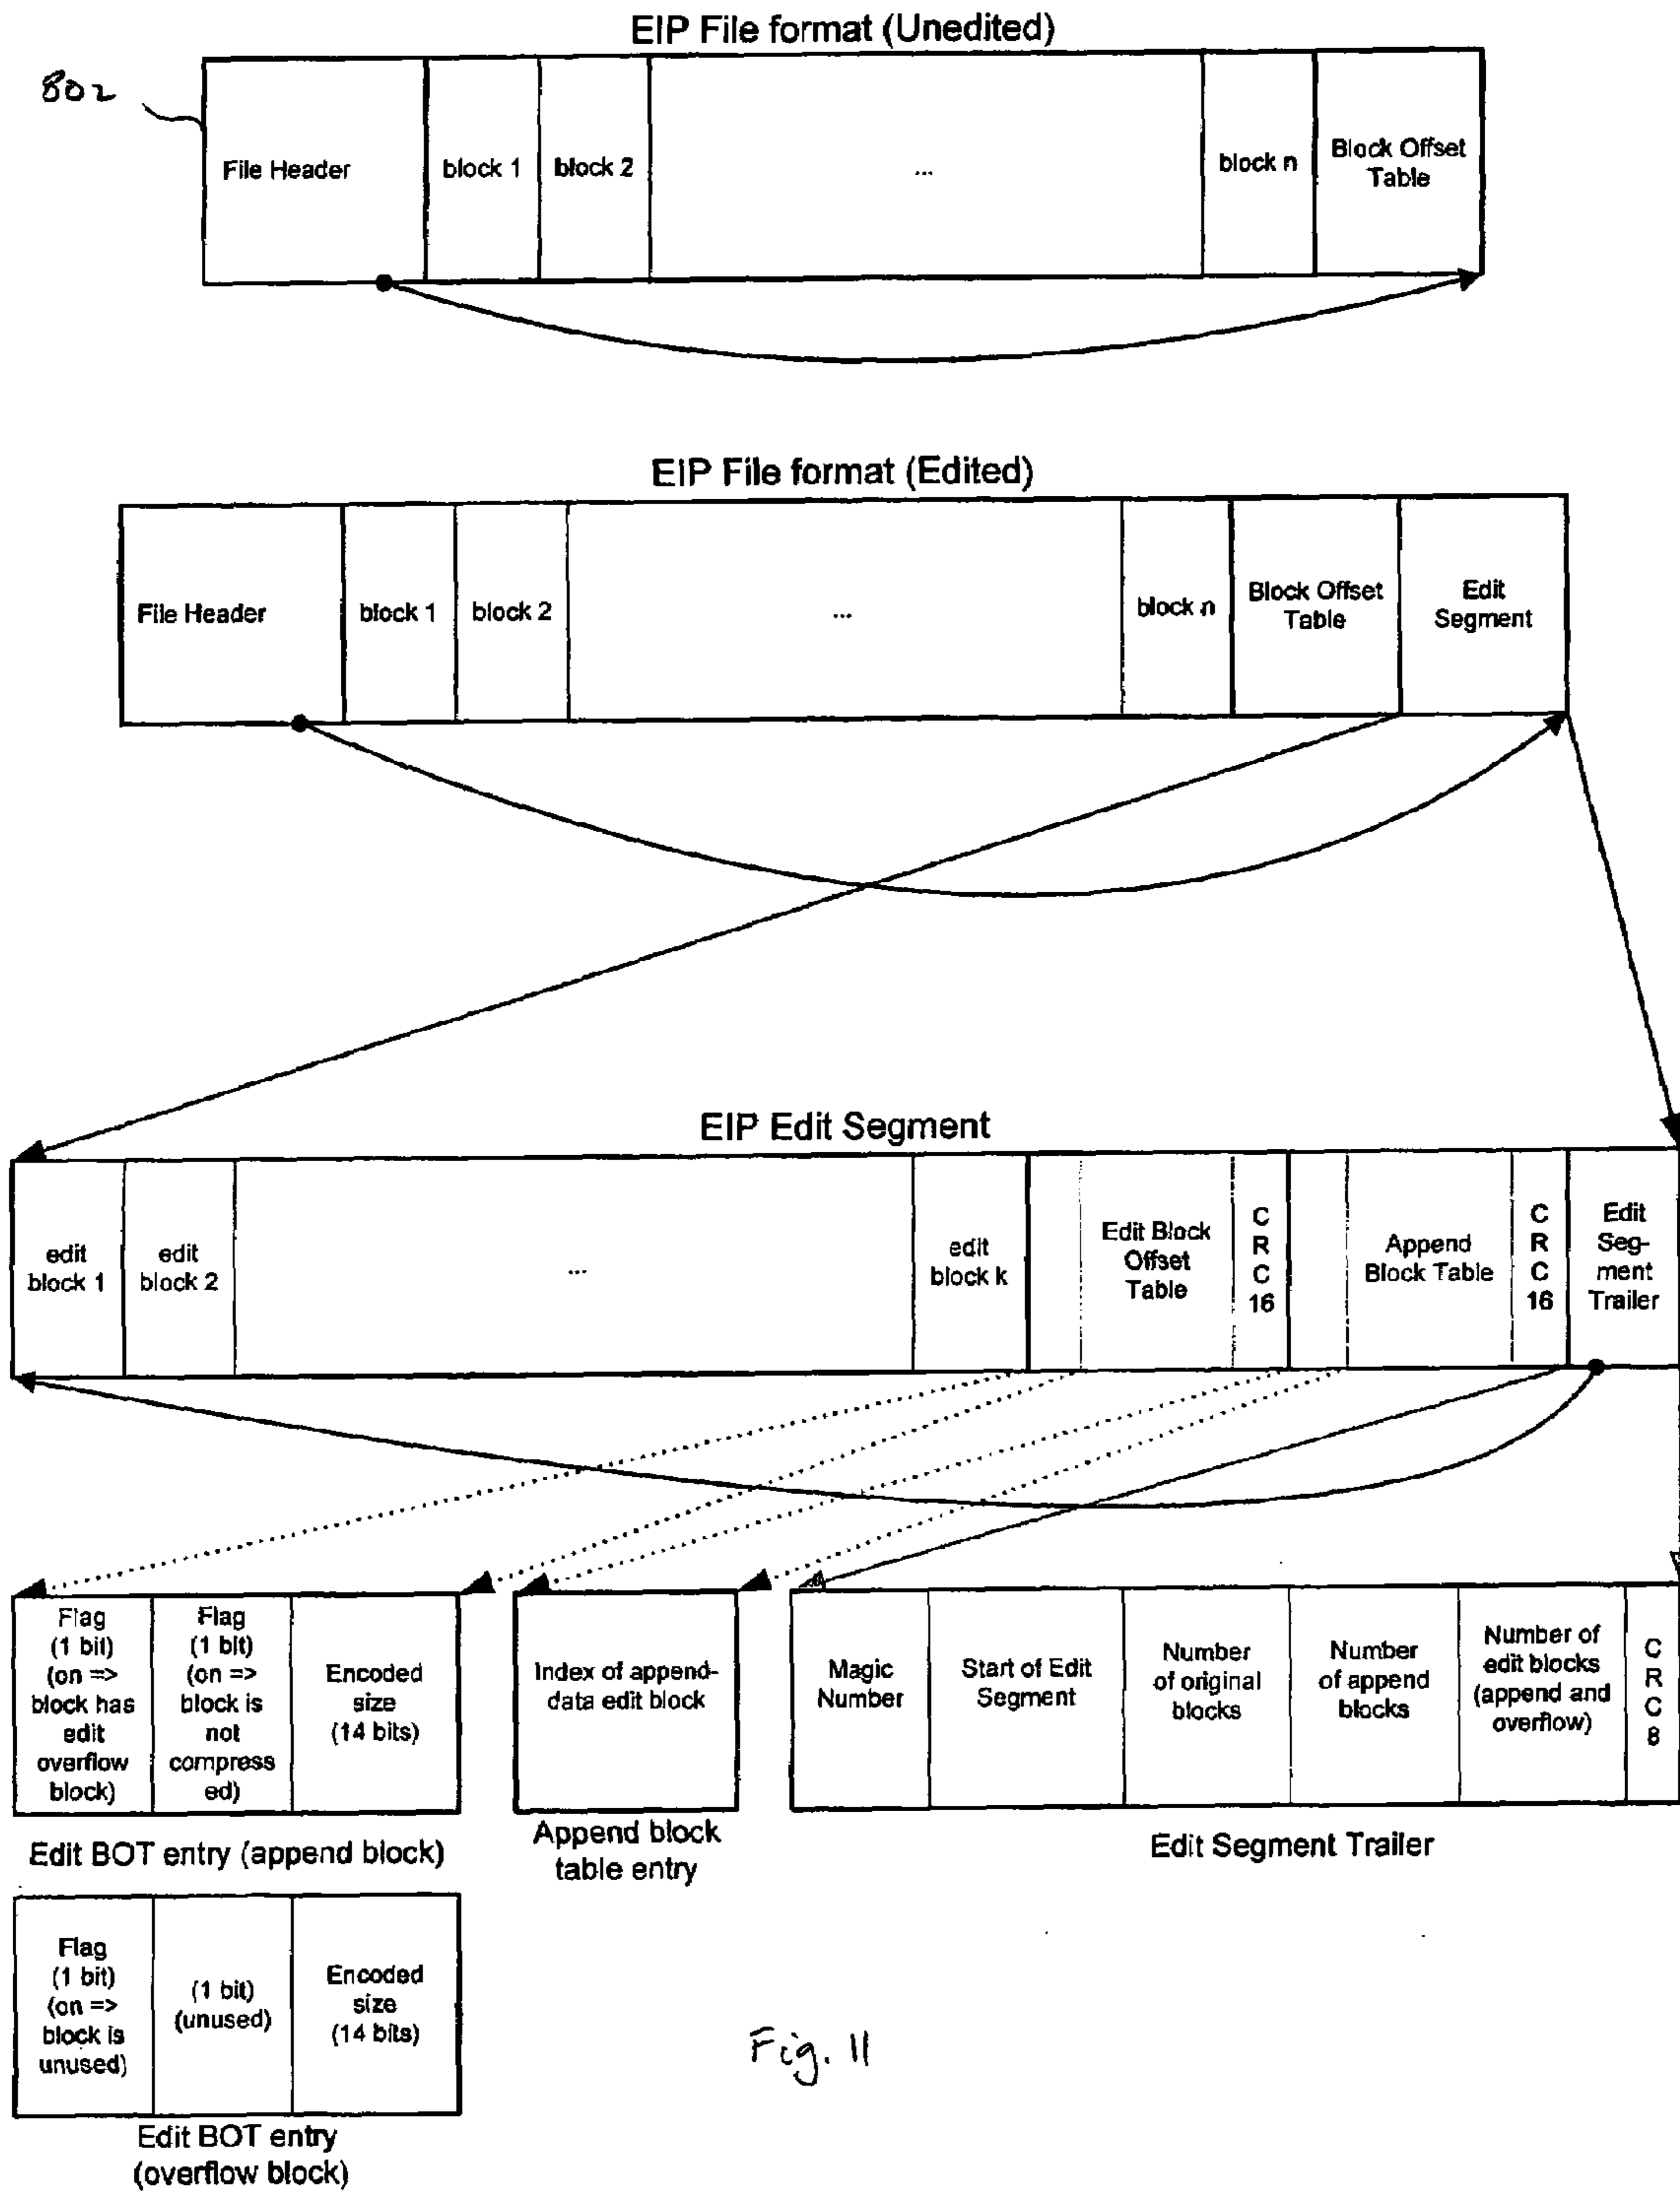 EIP File format (Unedited)
802
File Header
block 1
block 2
...
block n
Block Offset
Table
EIP File format (Edited)
File Header
block 1
block 2
...
block n
Block Offset
Table
Edit
Segment
EIP Edit Segment
edit
block 1
edit
block 2
...
edit
block k
Edit Block
Offset
Table
C
R
C
16
Append
Block Table
C
R
C
16
Edit
Seg-
ment
Trailer
Flag
(1 bit)
(on =>
block has
edit
overflow
block)
Flag
(1 bit)
(on =>
block is
not
compress
ed)
Encoded
size
(14 bits)
Edit BOT entry (append block)
Index of append-
data edit block
Append block
table entry
Magic
Number
Start of Edit
Segment
Number
of original
blocks
Number
of append
blocks
Number of
edit blocks
(append and
overflow)
C
R
C
8
Edit Segment Trailer
Flag
(1 bit)
(on =>
block is
unused)
(1 bit)
(unused)
Encoded
size
(14 bits)
Edit BOT entry
(overflow block)
Fig. 11